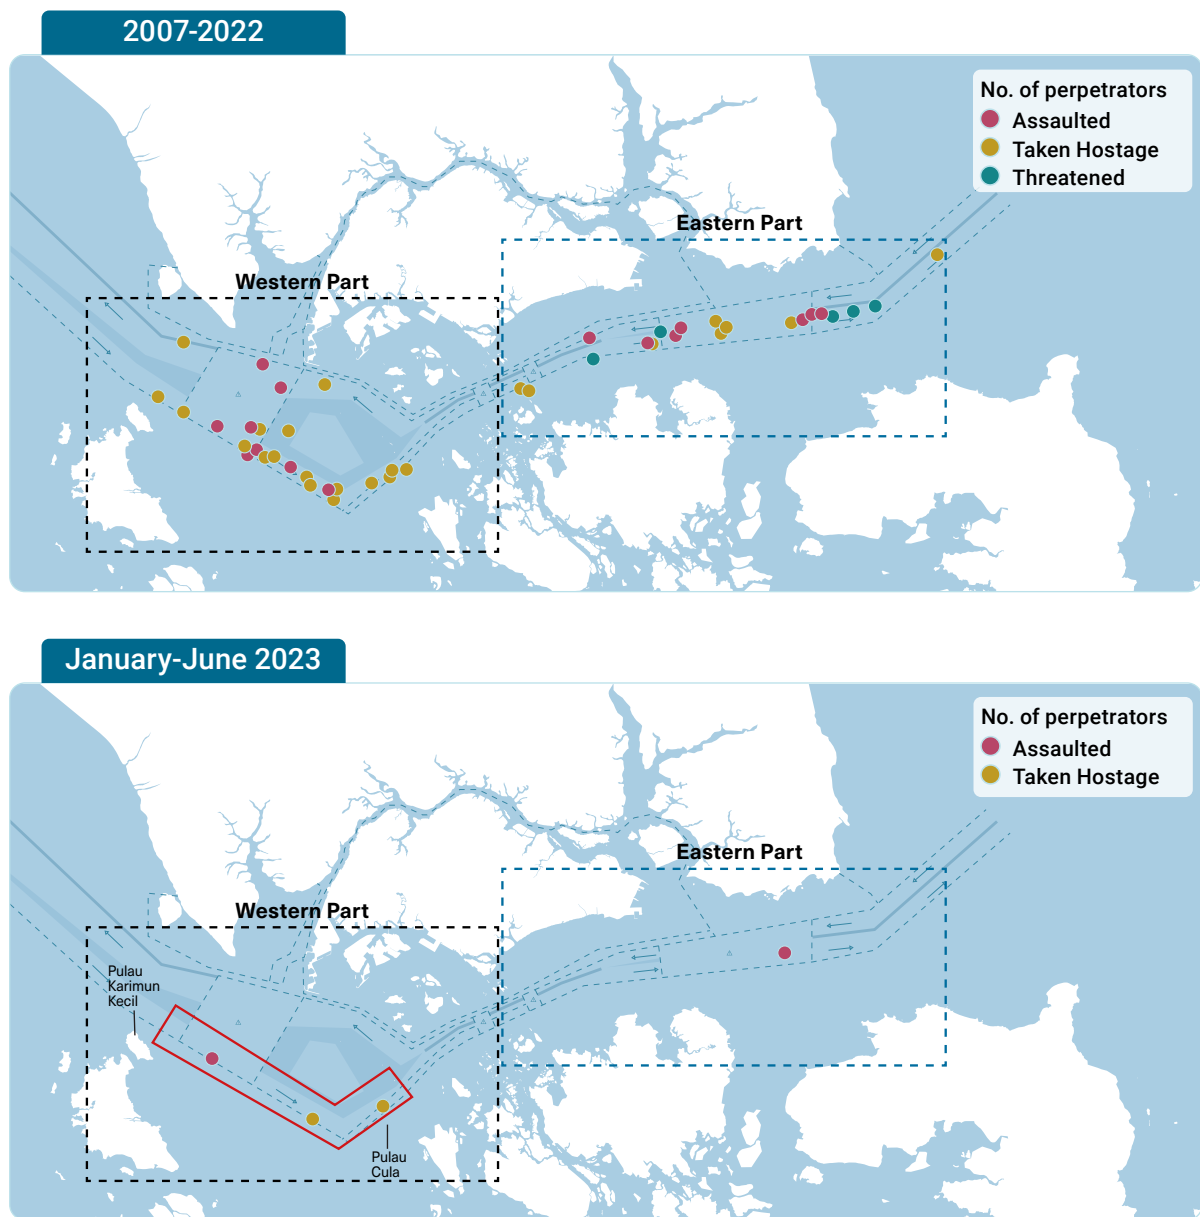 2007-2022
No. of perpetrators
Assaulted
Taken Hostage
Threatened
Eastern Part
Western Part
January-June 2023
No. of perpetrators
Assaulted
Taken Hostage
Eastern Part
Western Part
Pulau
Karimun
Kecil
Pulau
Cula